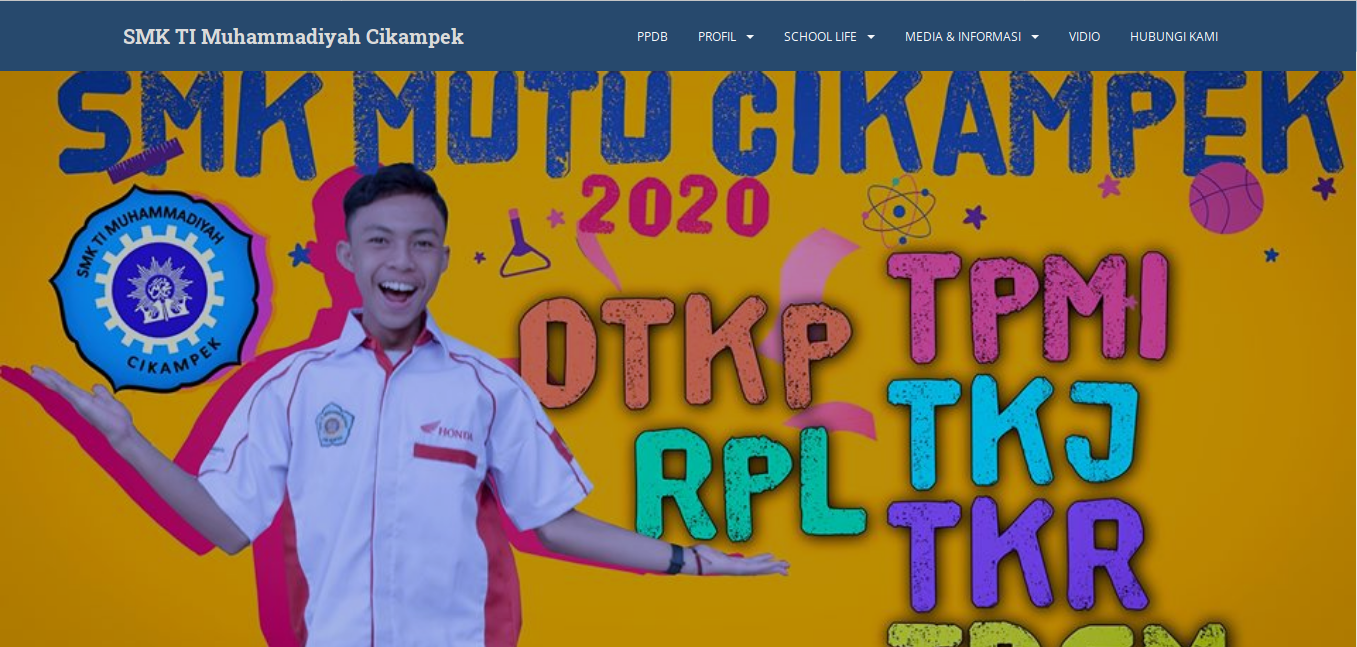 SMK TI Muhammadiyah Cikampek
PPDB PROFIL SCHOOL LIFE MEDIA & INFORMASI VIDIO HUBUNGI KAMI
SMK MUTU CIKAMPEK
2020
SMK TI MUHAMMADIYAH
CIKAMPEK
HONDA
OTKP
RPL
TPMI
TKJ
TKR